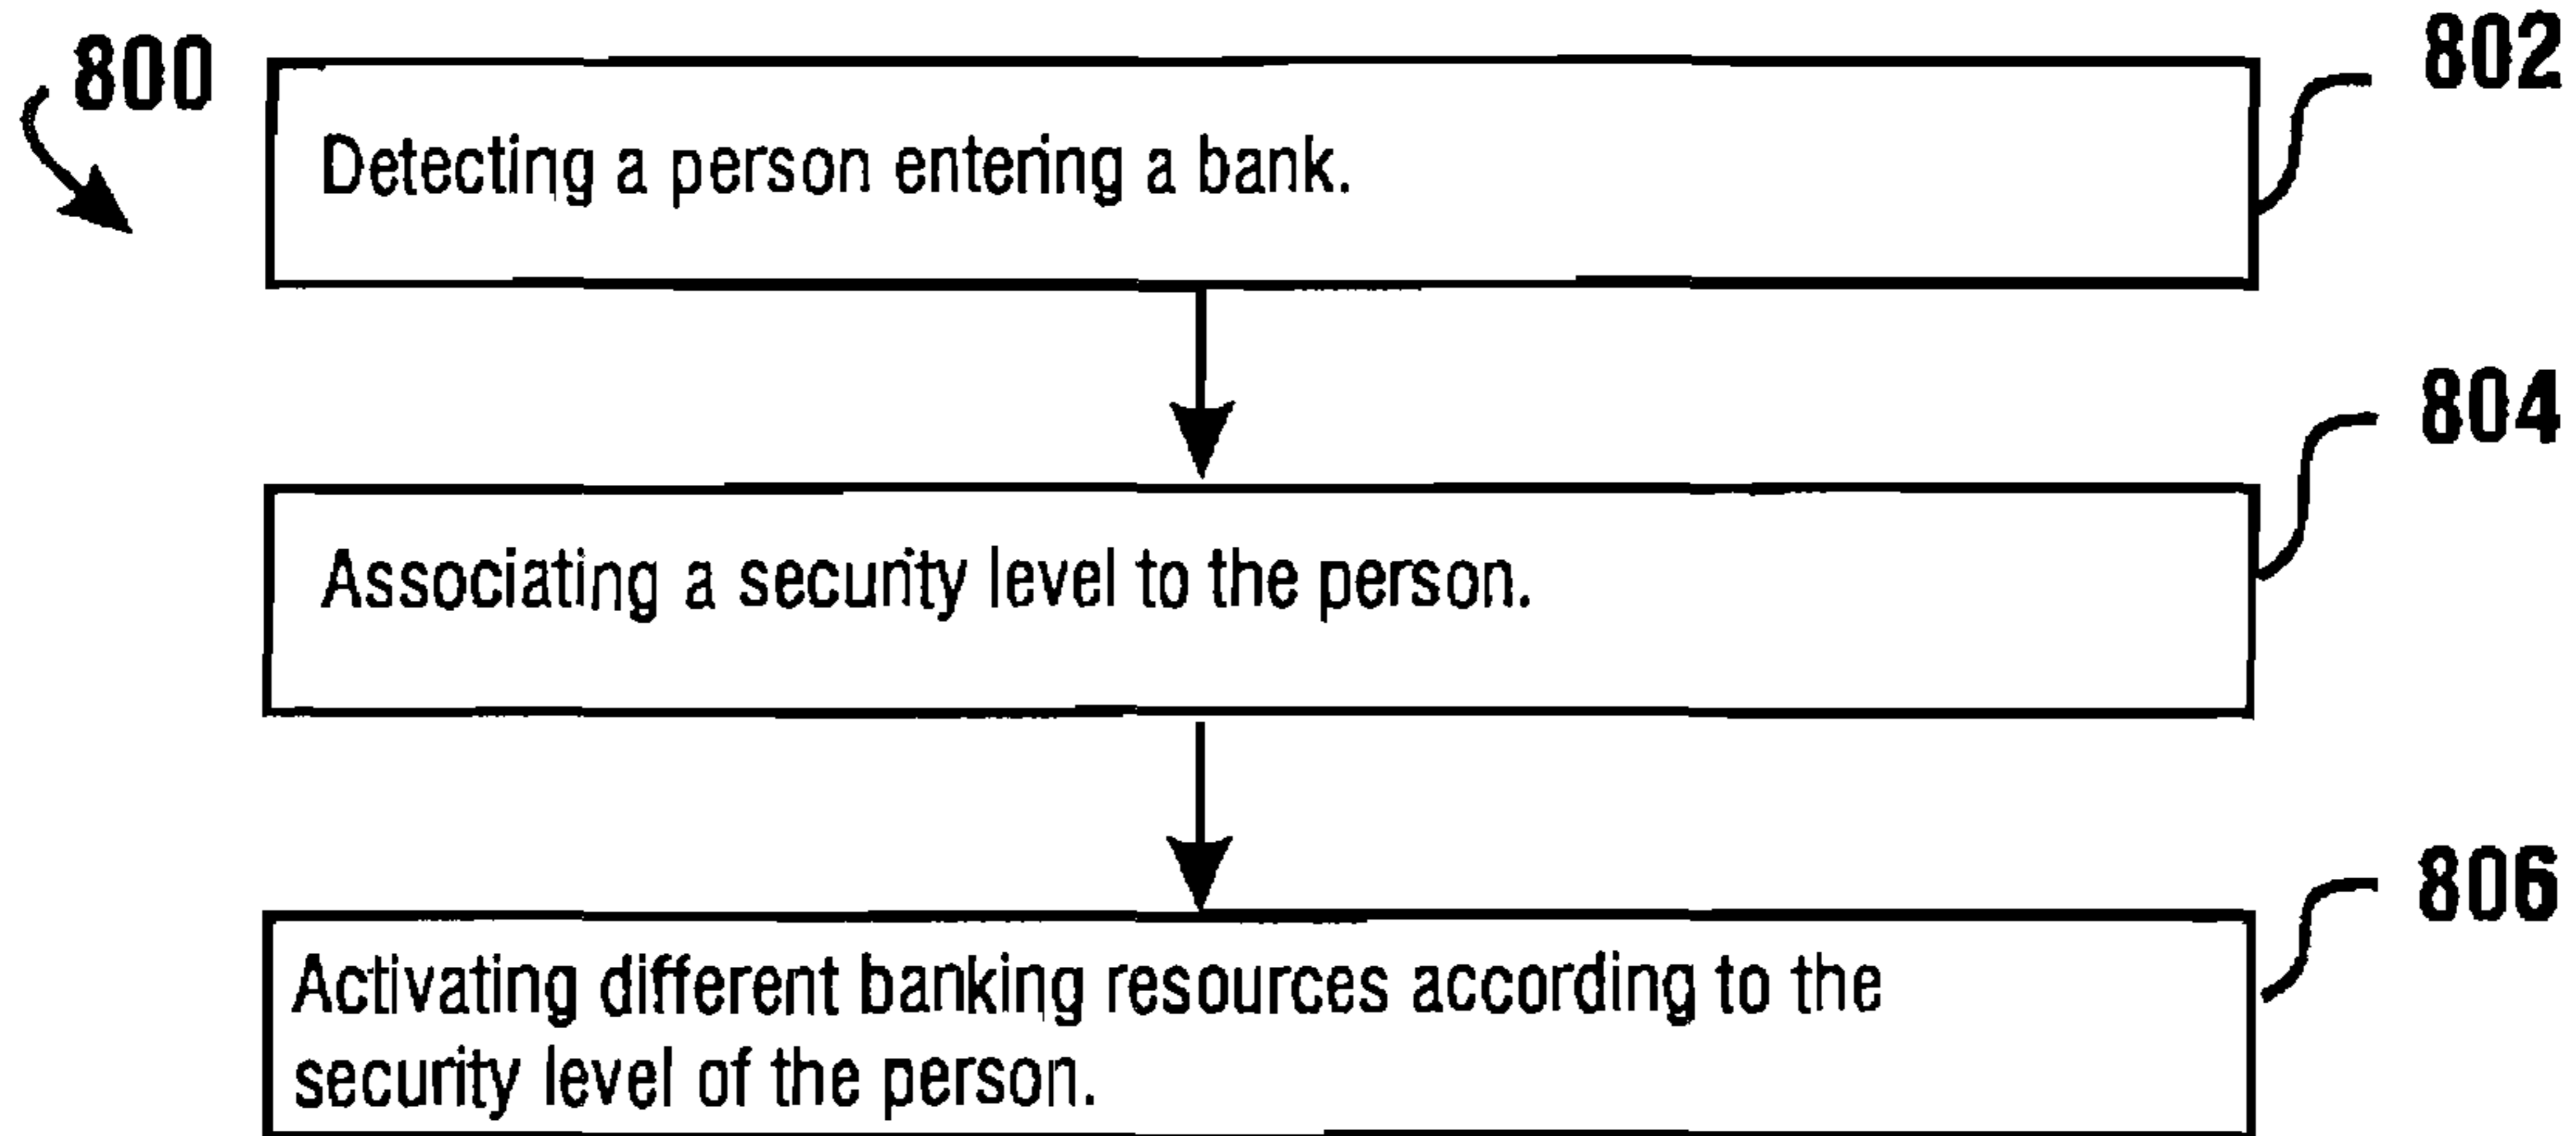 800
802
Detecting a person entering a bank.
804
Associating a security level to the person.
806
Activating different banking resources according to the
security level of the person.